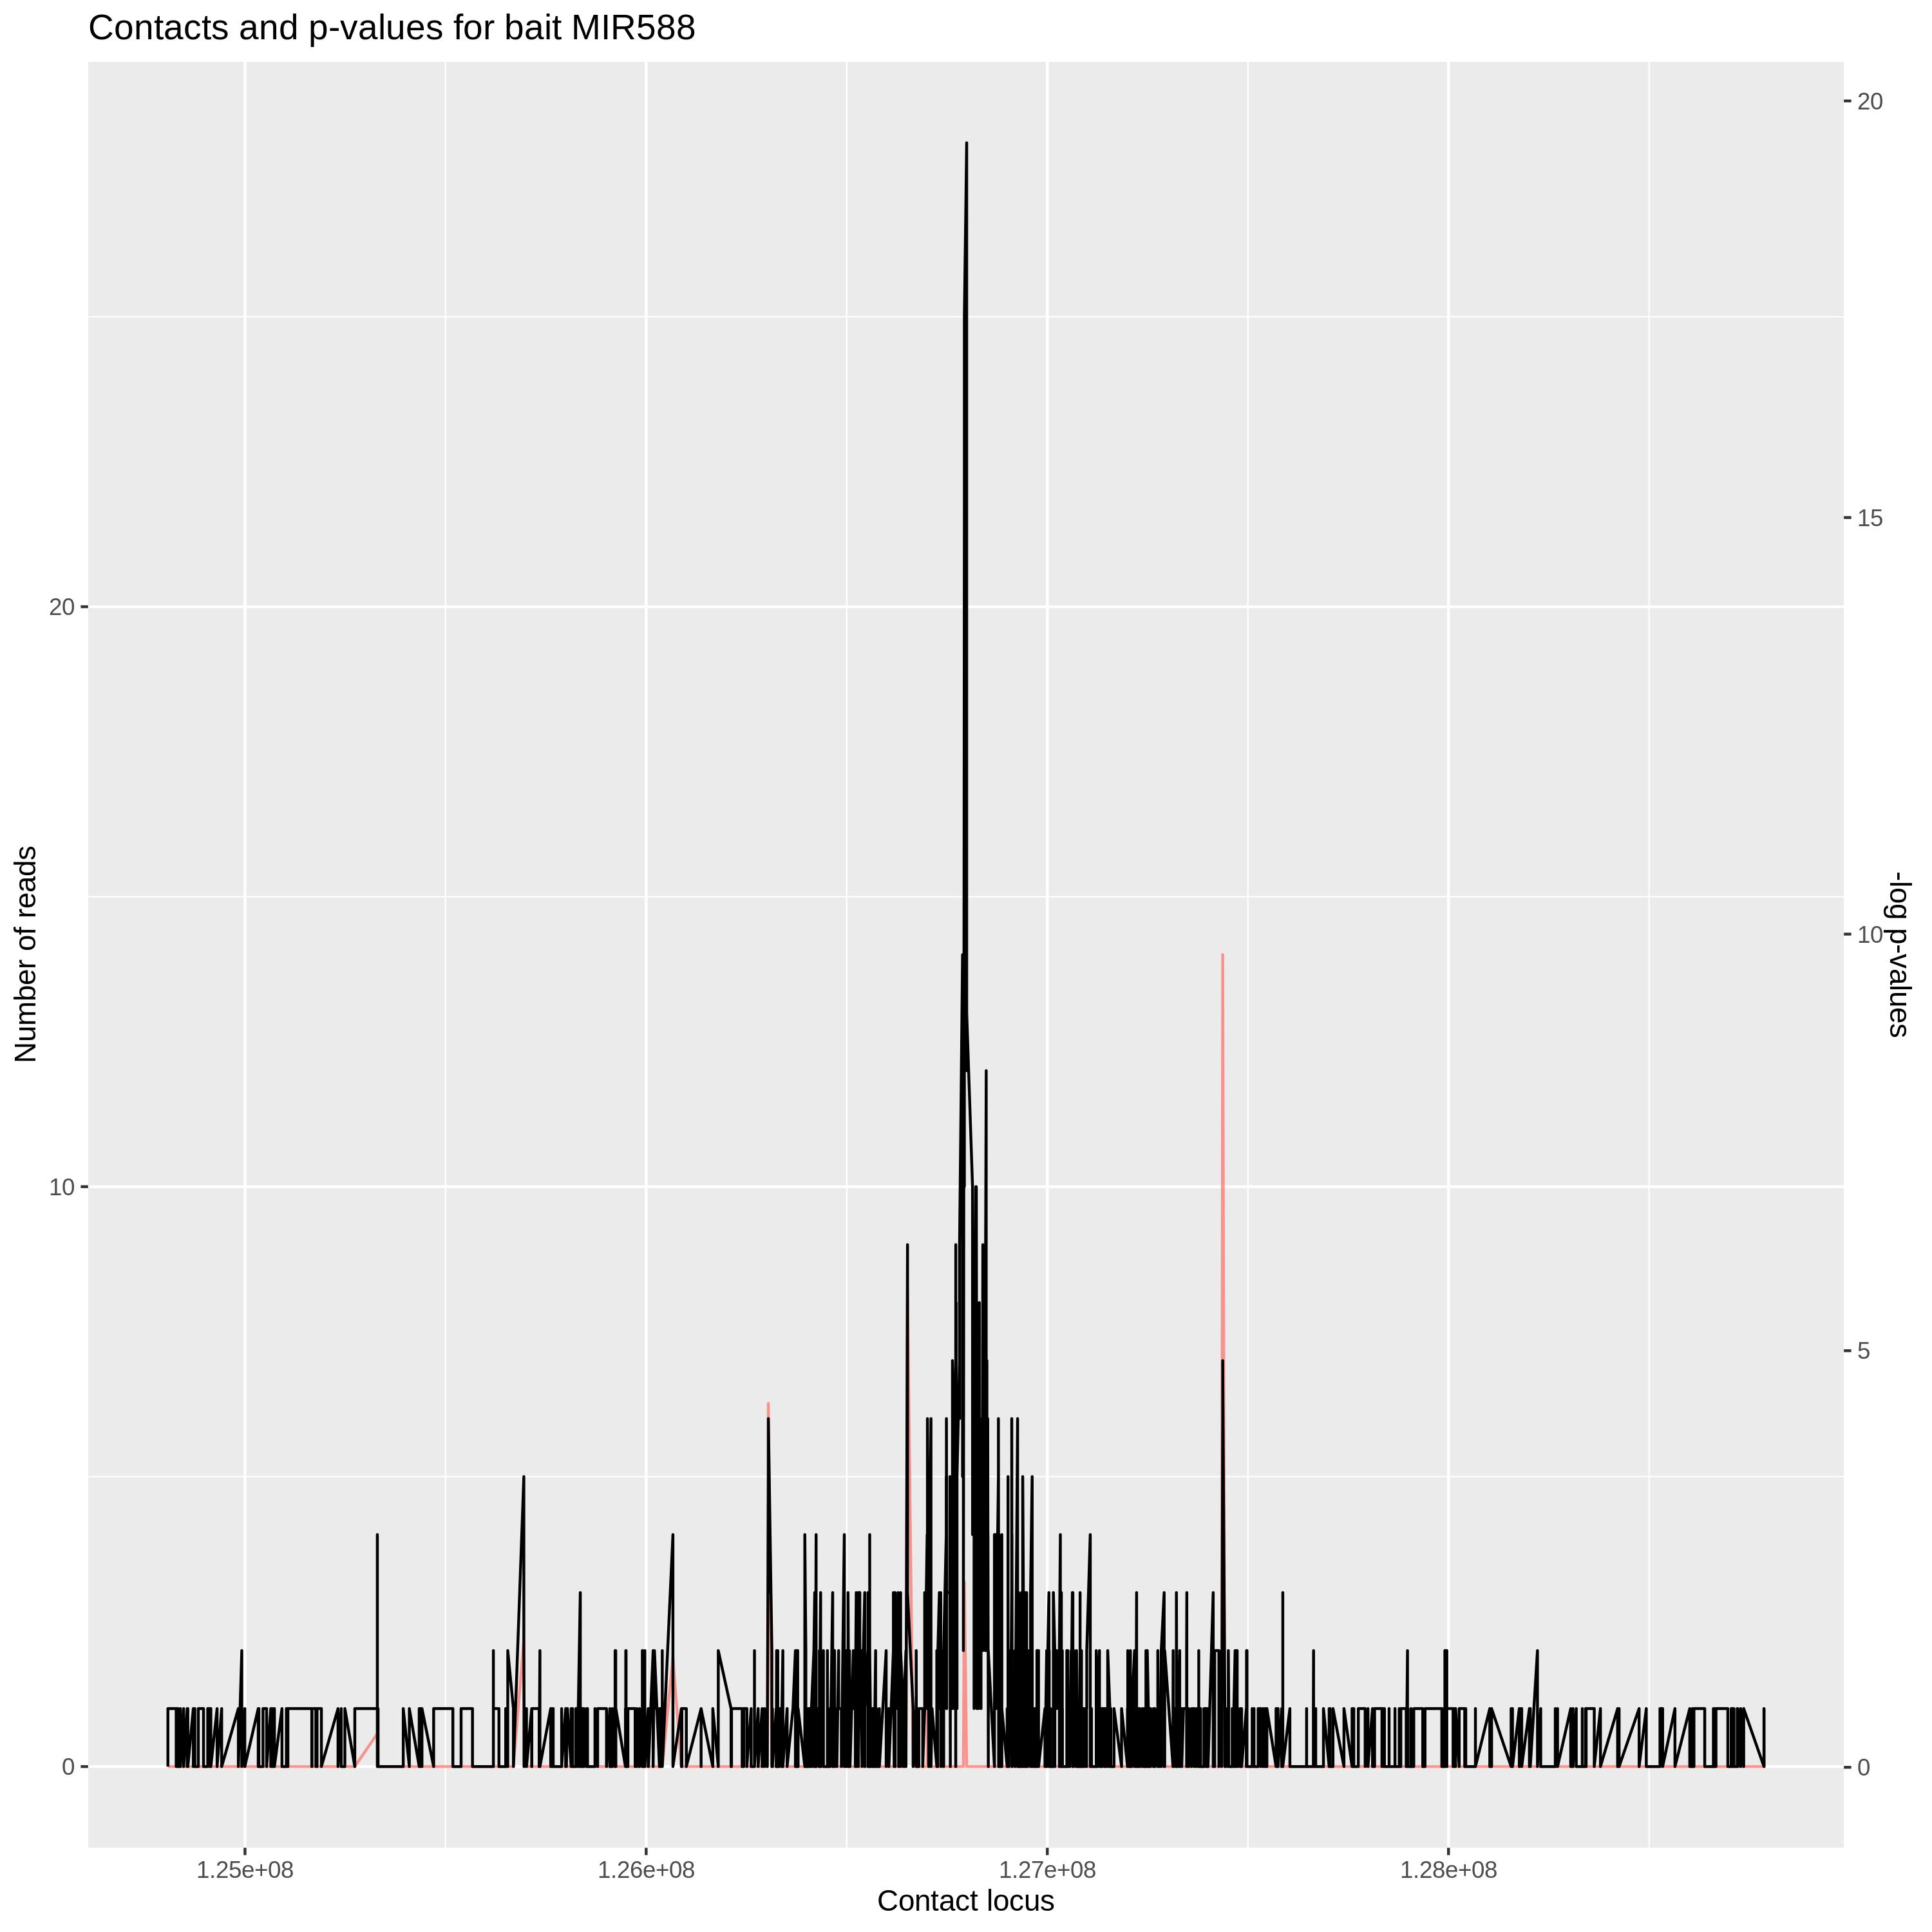 Contacts and p-values for bait MIR588
20
10
0
Number of reads
20
15
10
5
0
-log p-values
1.25e+08
1.26e+08
1.27e+08
1.28e+08
Contact locus